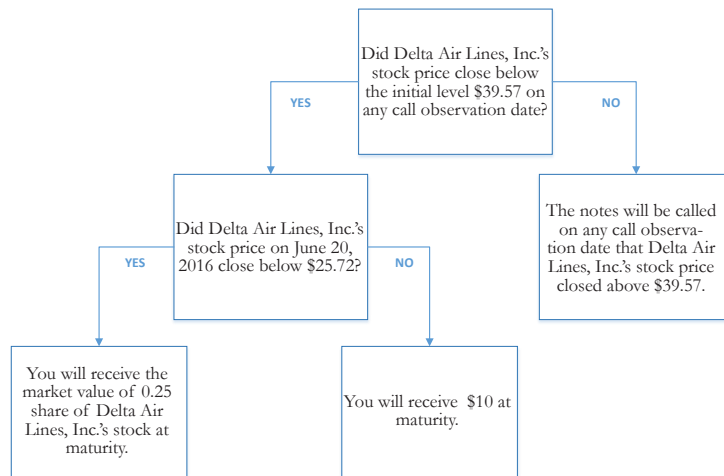 Did Delta Air Lines, Inc.'s
stock price close below
the initial level $39.57 on
any call observation date?
YES
NO
Did Delta Air Lines, Inc.'s
stock price on June 20,
2016 close below $25.72?
The notes will be called
on any call observa-
tion date that Delta Air
Lines, Inc.'s stock price
closed above $39.57.
YES
NO
You will receive the
market value of 0.25
share of Delta Air
Lines, Inc.'s stock at
maturity.
You will receive $10 at
maturity.